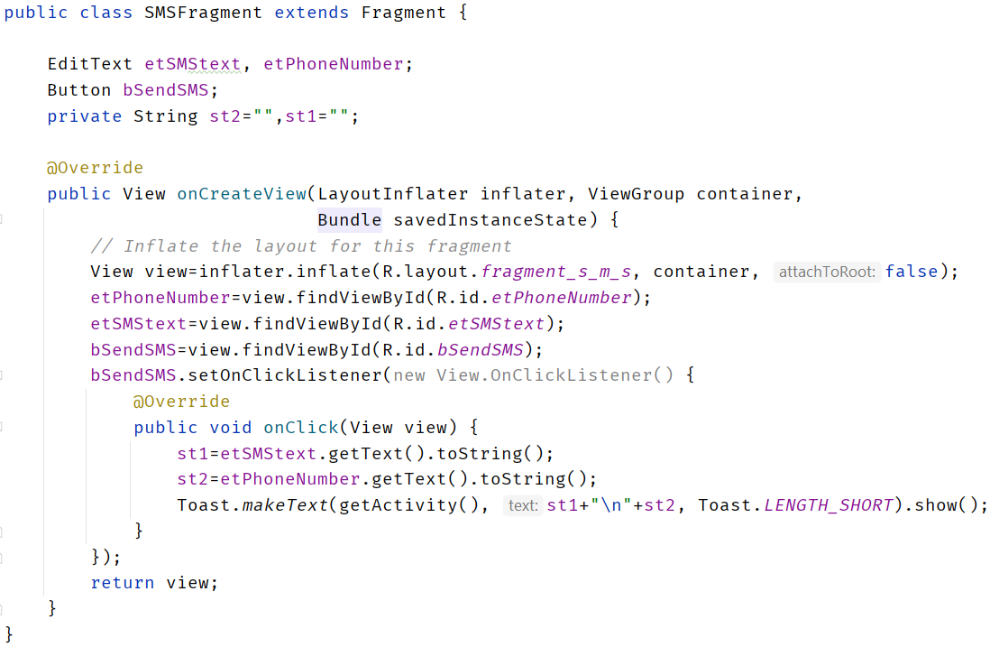 public class SMSFragment extends Fragment {
EditText etSMStext, etPhoneNumber;
Button bSendSMS;
private String st2="",st1="";
@Override
public View onCreateView(LayoutInflater inflater, ViewGroup container,
Bundle savedInstanceState) {
// Inflate the layout for this fragment
View view=inflater.inflate(R.layout.fragment_s_m_s, container, attachToRoot: false);
etPhoneNumber=view.findViewById(R.id.etPhoneNumber);
etSMStext=view.findViewById(R.id.etSMStext);
bSendSMS=view.findViewById(R.id.bSendSMS);
bSendSMS.setOnClickListener(new View.OnClickListener() {
@Override
public void onClick(View view) {
st1=etSMStext.getText().toString();
st2=etPhoneNumber.getText().toString();
Toast.makeText(getActivity(), text: st1+"\n"+st2, Toast.LENGTH_SHORT).show();
}
});
return view;
}
}